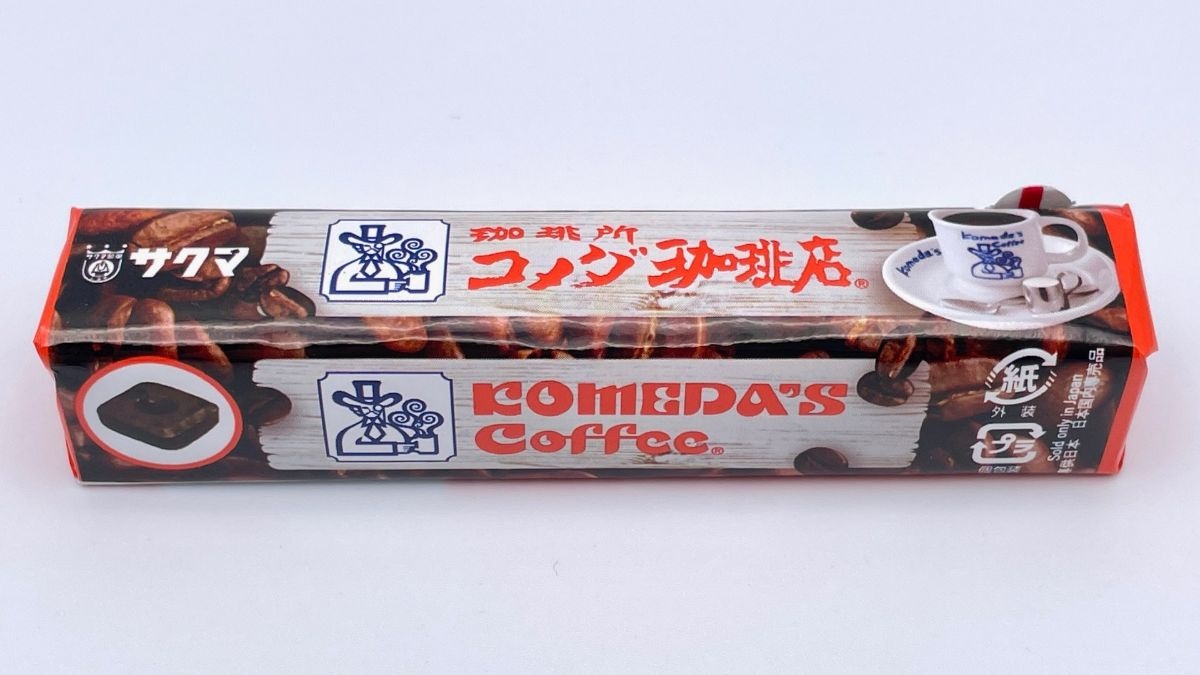 サクマ
珈琲所
コメダ珈琲店®
Komeda's
Komeda's
Coffee
KOMEDA'S
Coffee®
紙
外装
プラ
個包装
Sold only in Japan
日本国内専売品